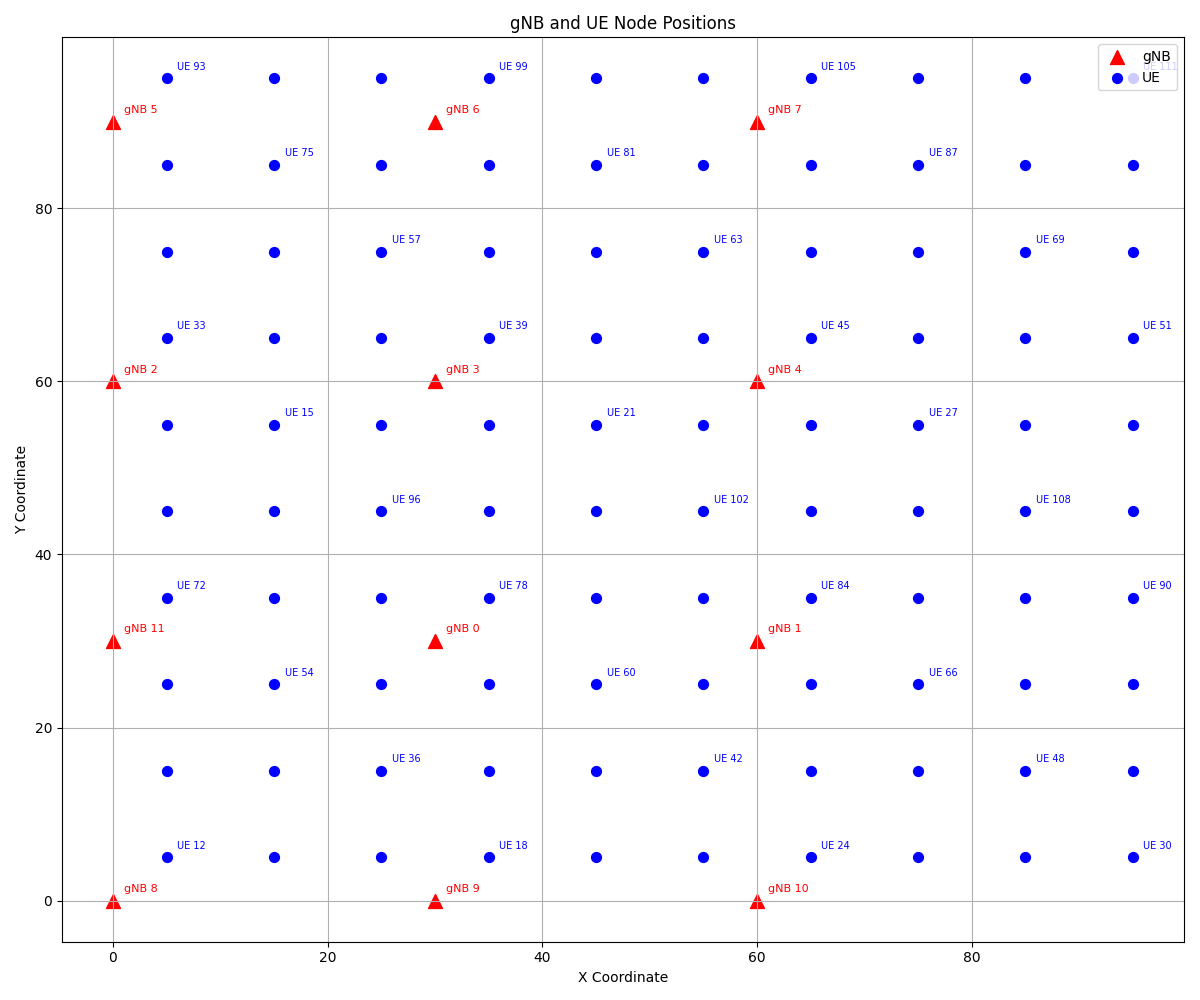 gNB and UE Node Positions
gNB
UE
UE 93
UE 99
UE 105
UE 111
gNB 5
gNB 6
gNB 7
UE 75
UE 81
UE 87
80
UE 57
UE 63
UE 69
UE 33
UE 39
UE 45
UE 51
gNB 2
gNB 3
gNB 4
60
UE 15
UE 21
UE 27
Y Coordinate
UE 96
UE 102
UE 108
40
UE 72
UE 78
UE 84
UE 90
gNB 11
gNB 0
gNB 1
UE 54
UE 60
UE 66
20
UE 36
UE 42
UE 48
UE 12
UE 18
UE 24
UE 30
gNB 8
gNB 9
gNB 10
0
0
20
40
60
80
X Coordinate